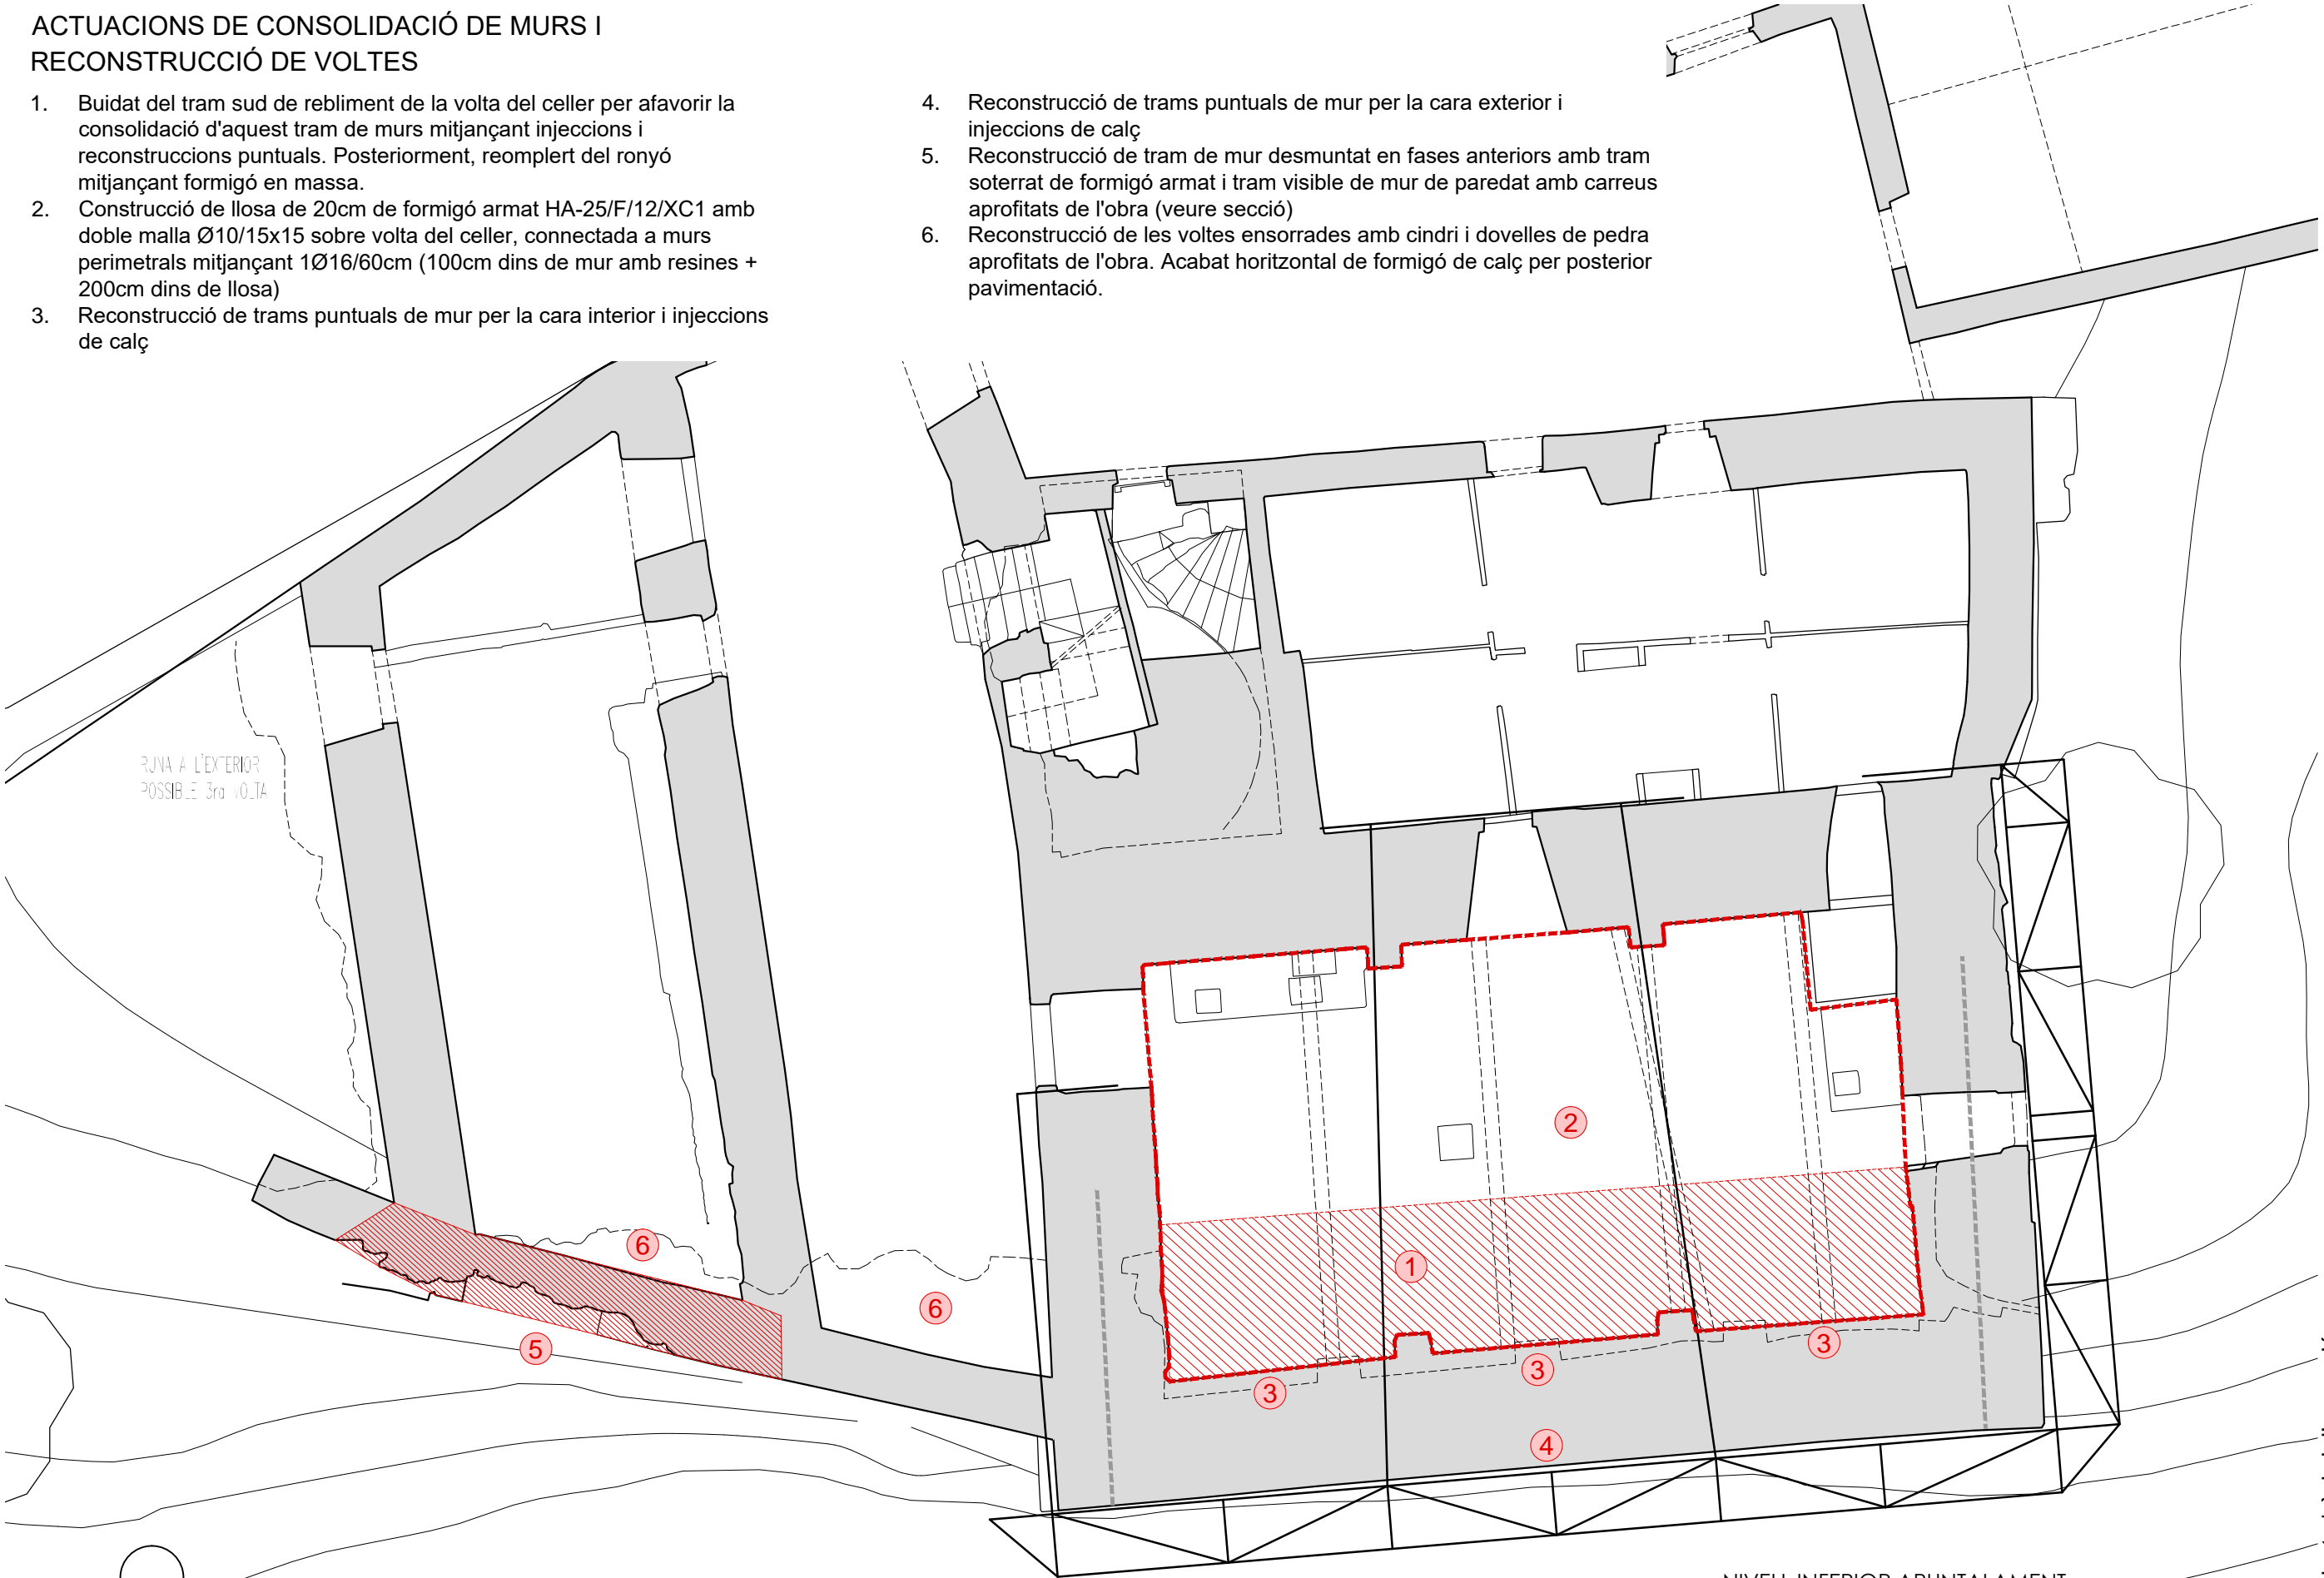 ACTUACIONS DE CONSOLIDACIÓ DE MURS I
RECONSTRUCCIÓ DE VOLTES
1. Buidat del tram sud de rebliment de la volta del celler per afavorir la
consolidació d'aquest tram de murs mitjançant injeccions i
reconstruccions puntuals. Posteriorment, reomplert del ronyó
mitjançant formigó en massa.
2. Construcció de llosa de 20cm de formigó armat HA-25/F/12/XC1 amb
doble malla Ø10/15x15 sobre volta del celler, connectada a murs
perimetrals mitjançant 1Ø16/60cm (100cm dins de mur amb resines +
200cm dins de llosa)
3. Reconstrucció de trams puntuals de mur per la cara interior i injeccions
de calç
4. Reconstrucció de trams puntuals de mur per la cara exterior i
injeccions de calç
5. Reconstrucció de tram de mur desmuntat en fases anteriors amb tram
soterrat de formigó armat i tram visible de mur de paredat amb carreus
aprofitats de l'obra (veure secció)
6. Reconstrucció de les voltes ensorrades amb cindri i dovelles de pedra
aprofitats de l'obra. Acabat horitzontal de formigó de calç per posterior
pavimentació.
RUNA A L'EXTERIOR
POSSIBLE 3ra VOLTA
2
6
1
6
5
3
3
3
4
NIVELL INFERIOR APUNTALAMENT